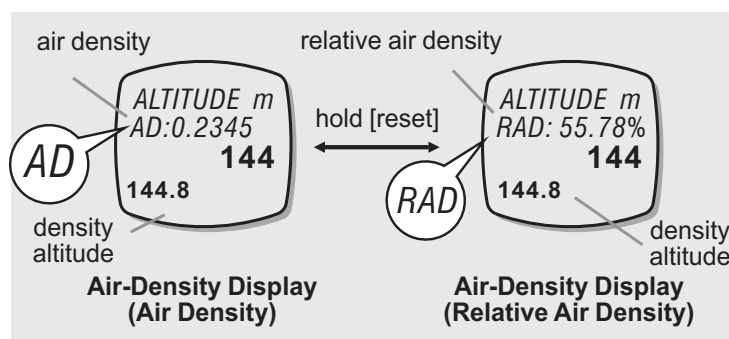 air density
ALTITUDE m
AD:0.2345
144
144.8
AD
density
altitude
Air-Density Display
(Air Density)
hold [reset]
relative air density
ALTITUDE m
RAD: 55.78%
144
144.8
RAD
density
altitude
Air-Density Display
(Relative Air Density)